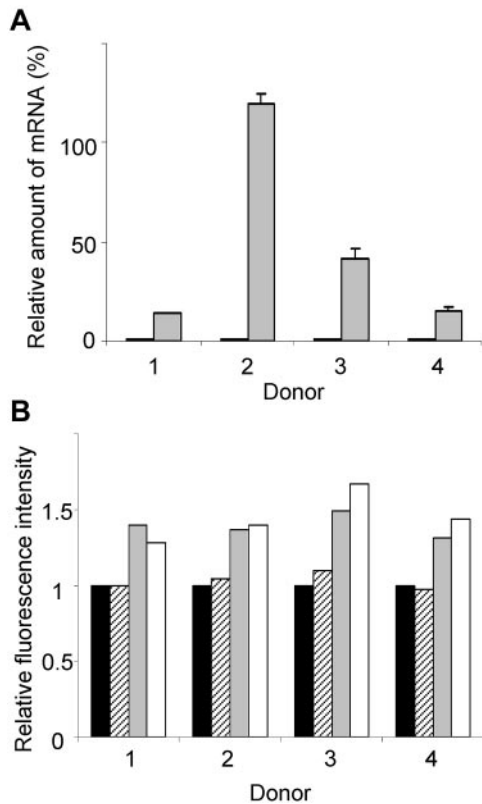 A
Relative amount of mRNA (%)
100
50
0
1 2 3 4
Donor
B
Relative fluorescence intensity
1.5
1
0.5
0
1 2 3 4
Donor